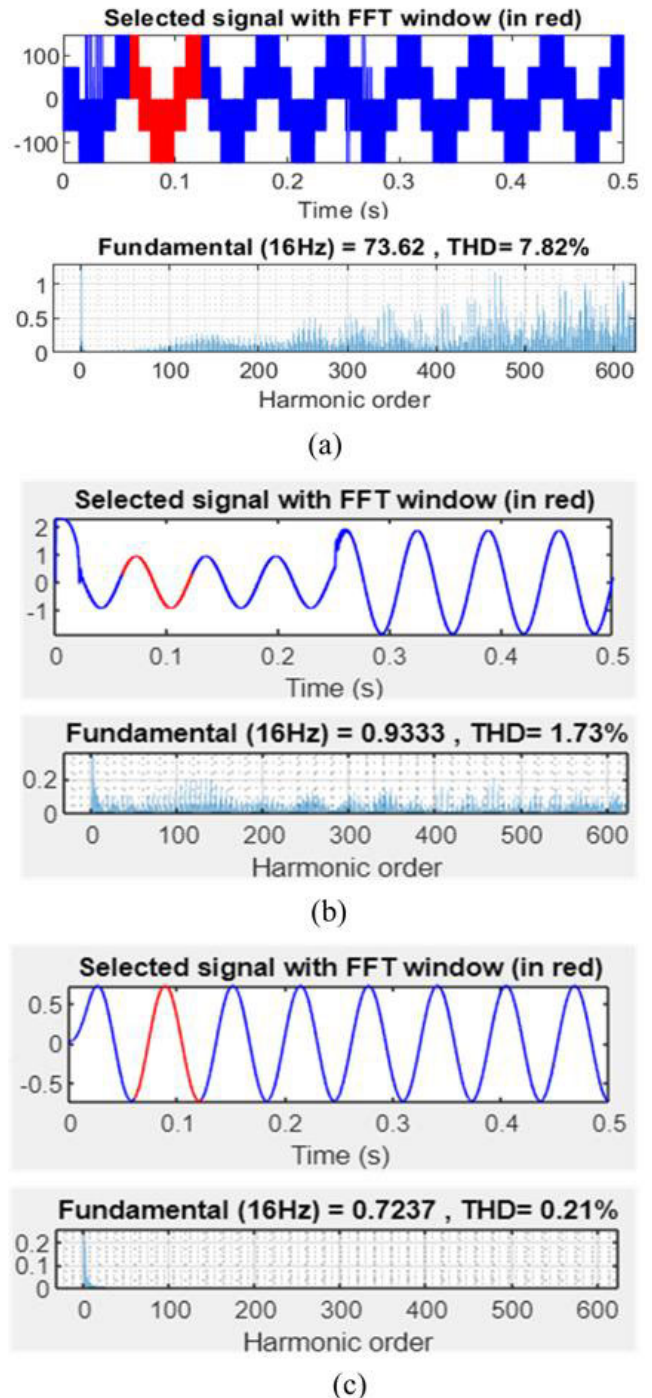 Selected signal with FFT window (in red)
100
0
-100
0 0.1 0.2 0.3 0.4 0.5
Time (s)
Fundamental (16Hz) = 73.62 , THD= 7.82%
1
0.5
0
0 100 200 300 400 500 600
Harmonic order
(a)
Selected signal with FFT window (in red)
2
1
0
-1
0 0.1 0.2 0.3 0.4 0.5
Time (s)
Fundamental (16Hz) = 0.9333 , THD= 1.73%
0.2
0
0 100 200 300 400 500 600
Harmonic order
(b)
Selected signal with FFT window (in red)
0.5
0
-0.5
0 0.1 0.2 0.3 0.4 0.5
Time (s)
Fundamental (16Hz) = 0.7237 , THD= 0.21%
0.2
0.1
0
0 100 200 300 400 500 600
Harmonic order
(c)